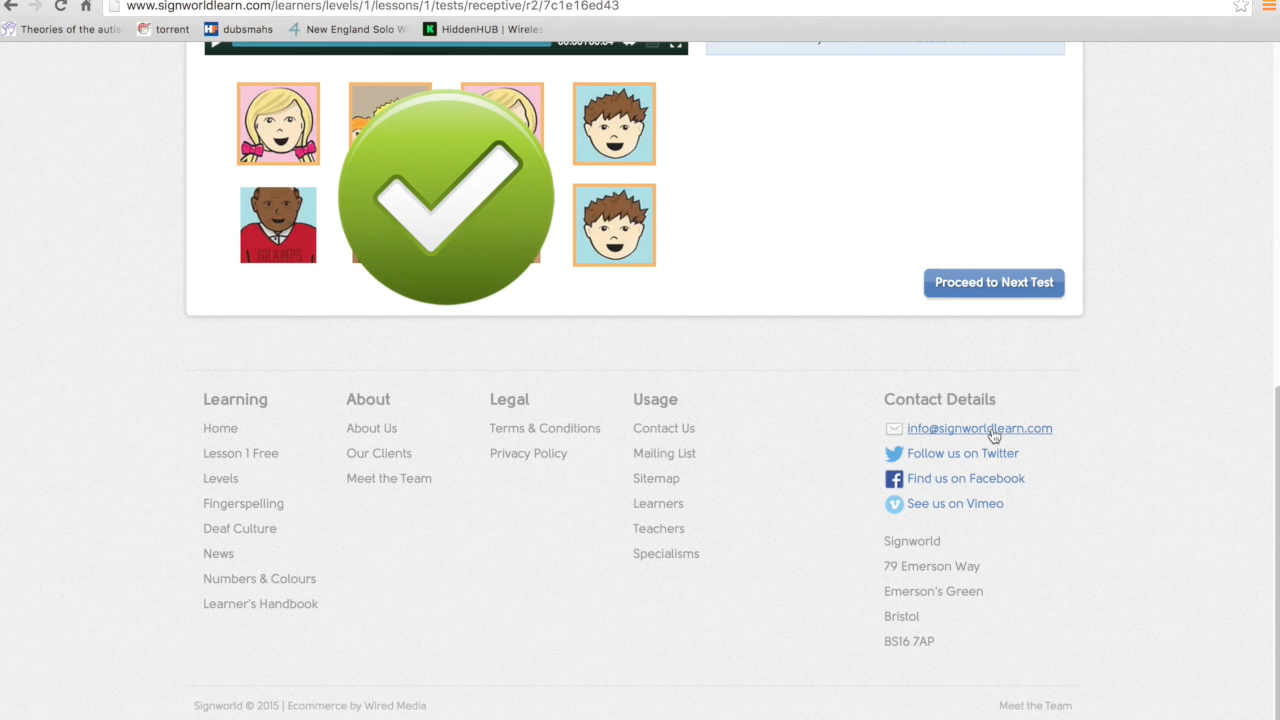 www.signworldlearn.com/learners/levels/1/lessons/1/tests/receptive/r2/7c1e16ed43
Theories of the autis
torrent
dubsmahs
New England Solo W
HiddenHUB | Wireles
GRAMPS
Proceed to Next Test
Learning
Home
Lesson 1 Free
Levels
Fingerspelling
Deaf Culture
News
Numbers & Colours
Learner's Handbook
About
About Us
Our Clients
Meet the Team
Legal
Terms & Conditions
Privacy Policy
Usage
Contact Us
Mailing List
Sitemap
Learners
Teachers
Specialisms
Contact Details
info@signworldlearn.com
Follow us on Twitter
Find us on Facebook
See us on Vimeo
Signworld
79 Emerson Way
Emerson's Green
Bristol
BS16 7AP
Signworld © 2015 | Ecommerce by Wired Media
Meet the Team